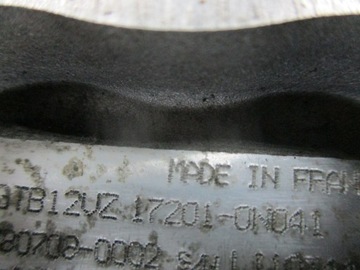 MADE IN FRAN
GTB12VZ 17201-0N041
80708-0002 S/N